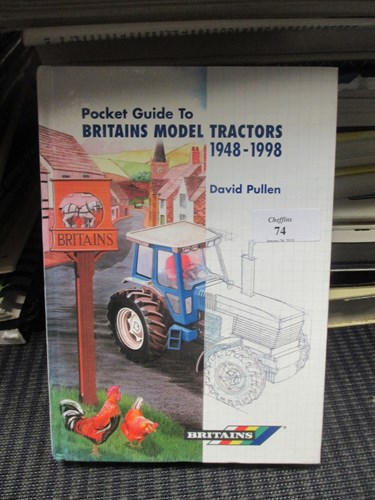 Pocket Guide To
BRITAINS MODEL TRACTORS
1948-1998
David Pullen
Cheffins
74
BRITAINS
BRITAINS
®